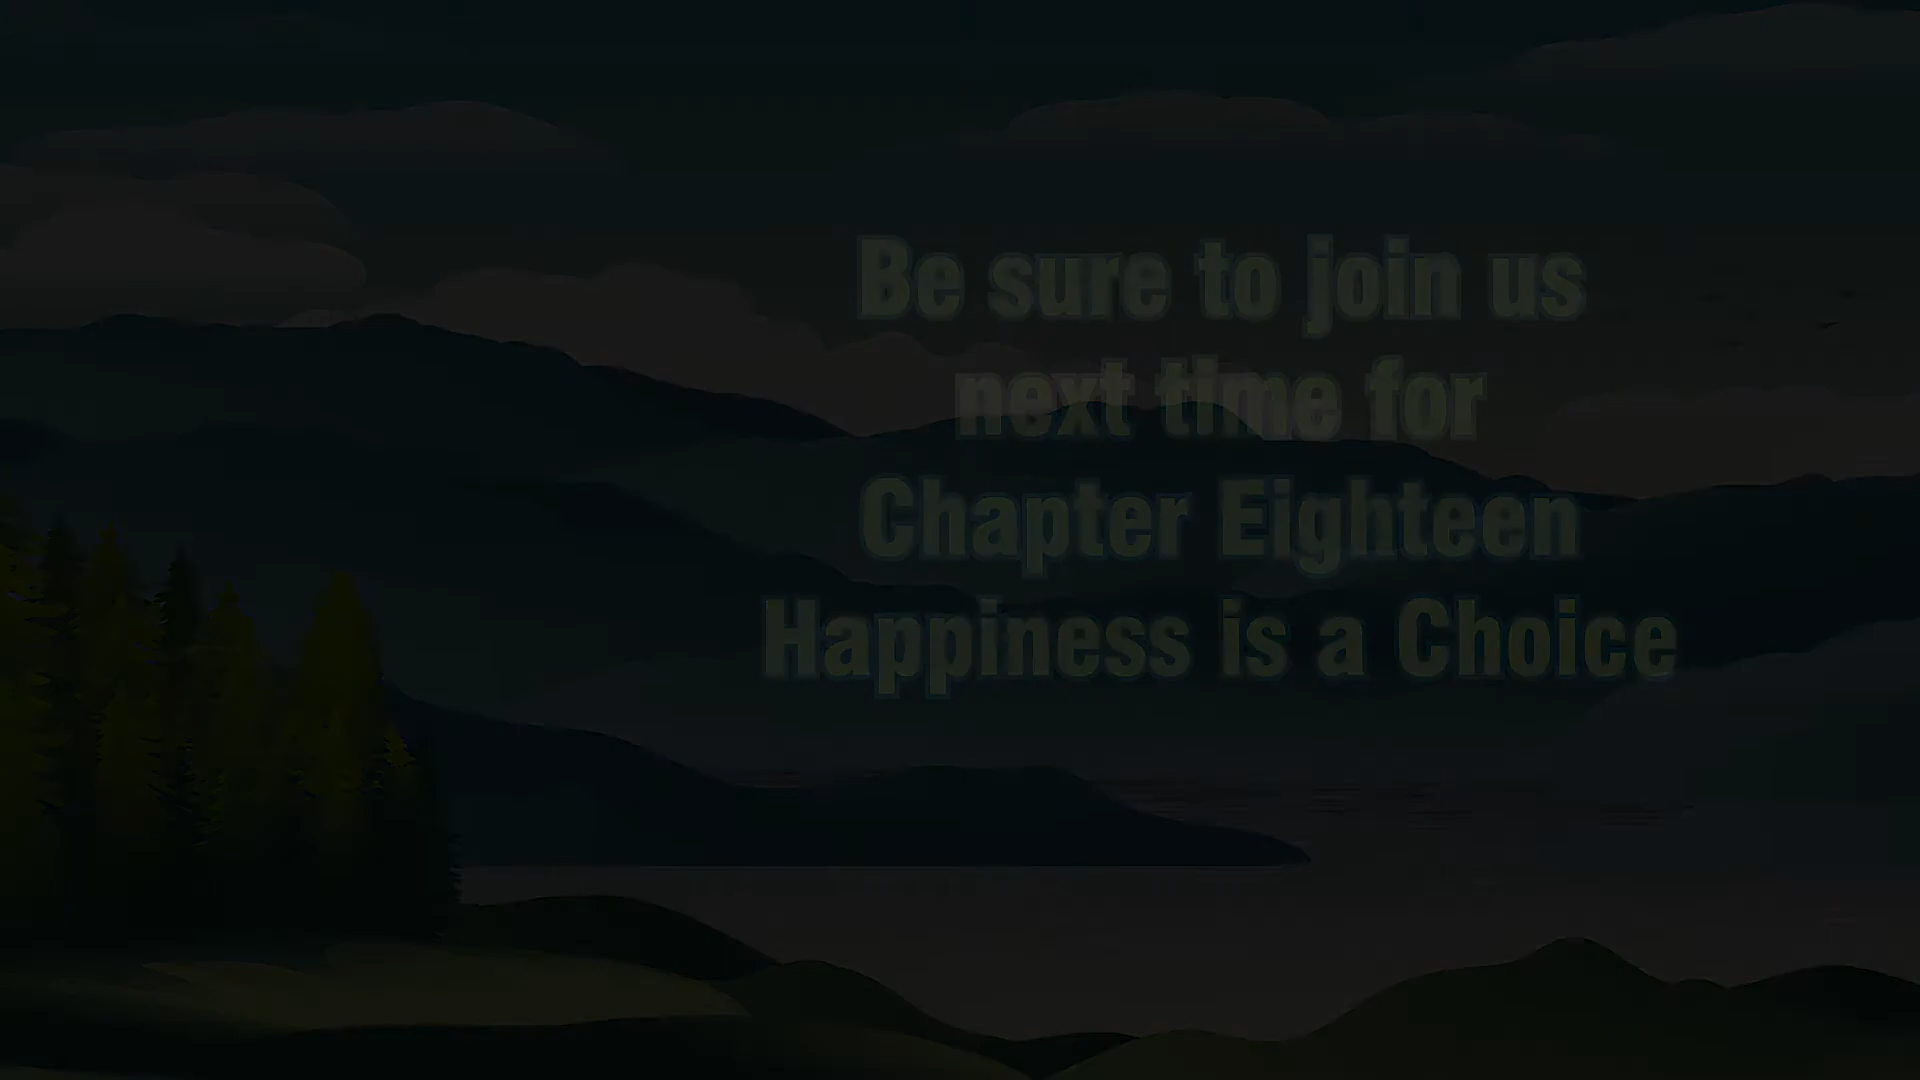 Be sure to join us
next time for
Chapter Eighteen
Happiness is a Choice